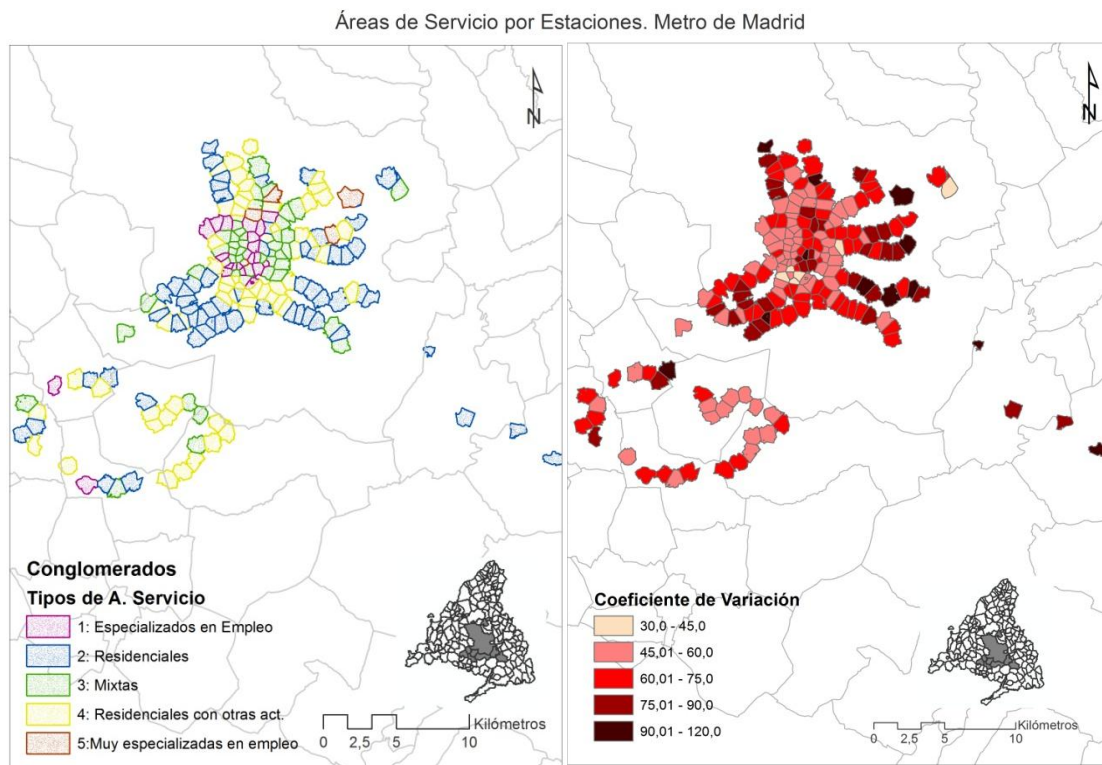 Áreas de Servicio por Estaciones. Metro de Madrid
N
Conglomerados
Tipos de A. Servicio
1: Especializados en Empleo
2: Residenciales
3: Mixtas
4: Residenciales con otras act.
5:Muy especializadas en empleo
Kilómetros
0 2,5 5 10
N
Coeficiente de Variación
30,0 - 45,0
45,01 - 60,0
60,01 - 75,0
75,01 - 90,0
90,01 - 120,0
Kilómetros
0 2,5 5 10